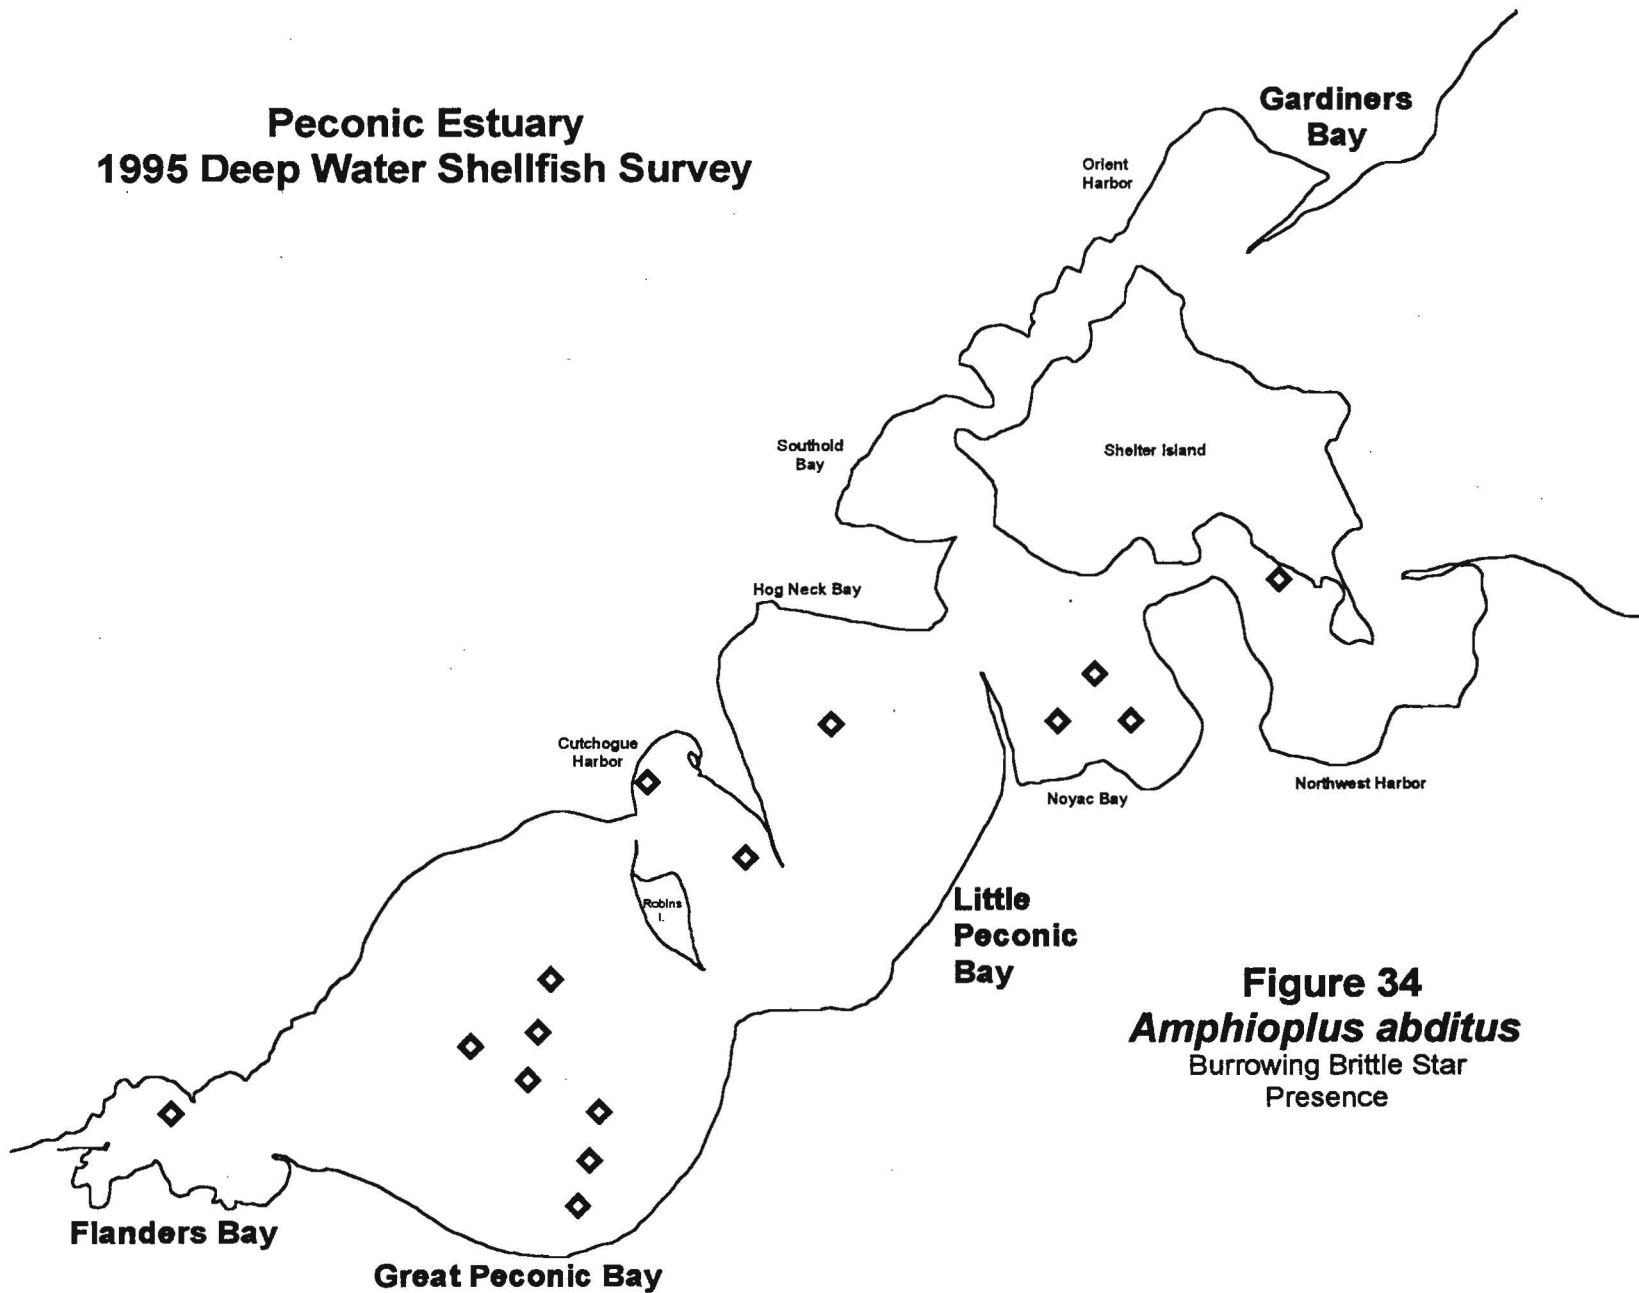 Peconic Estuary
1995 Deep Water Shellfish Survey
Gardiners
Bay
Orient
Harbor
Southold
Bay
Shelter Island
Hog Neck Bay
Cutchogue
Harbor
Noyac Bay
Northwest Harbor
Robins
I.
Little
Peconic
Bay
Figure 34
Amphioplus abditus
Burrowing Brittle Star
Presence
Flanders Bay
Great Peconic Bay